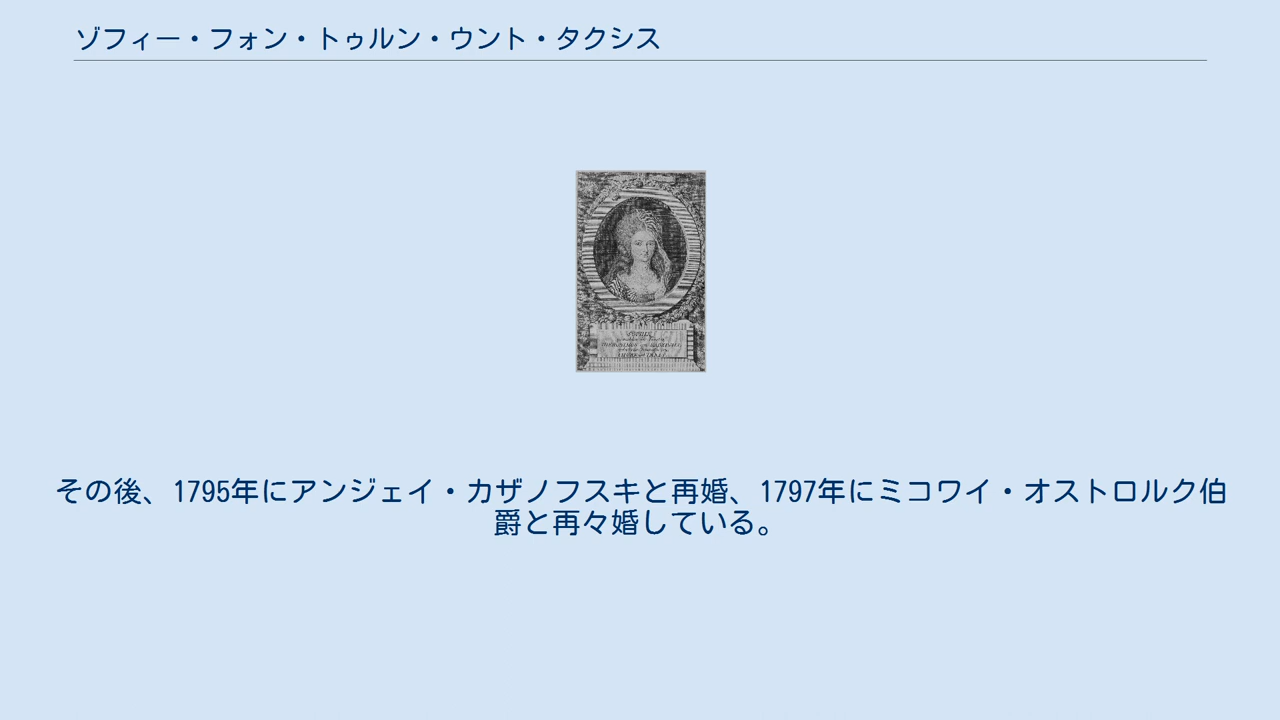 ゾフィー・フォン・トゥルン・ウント・タクシス
その後、1795年にアンジェイ・カザノフスキと再婚、1797年にミコワイ・オストロルク伯
爵と再々婚している。